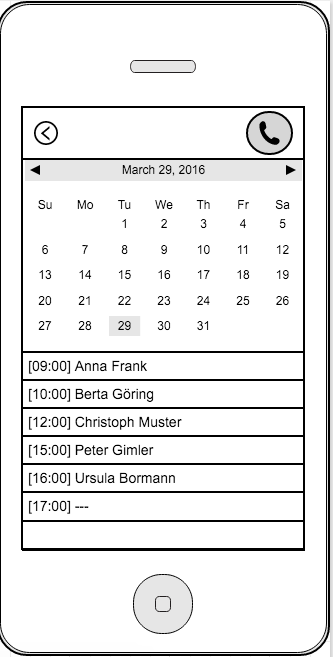 March 29, 2016
Su Mo Tu We Th Fr Sa
1 2 3 4 5
6 7 8 9 10 11 12
13 14 15 16 17 18 19
20 21 22 23 24 25 26
27 28 29 30 31
[09:00] Anna Frank
[10:00] Berta Göring
[12:00] Christoph Muster
[15:00] Peter Gimler
[16:00] Ursula Bormann
[17:00] ---